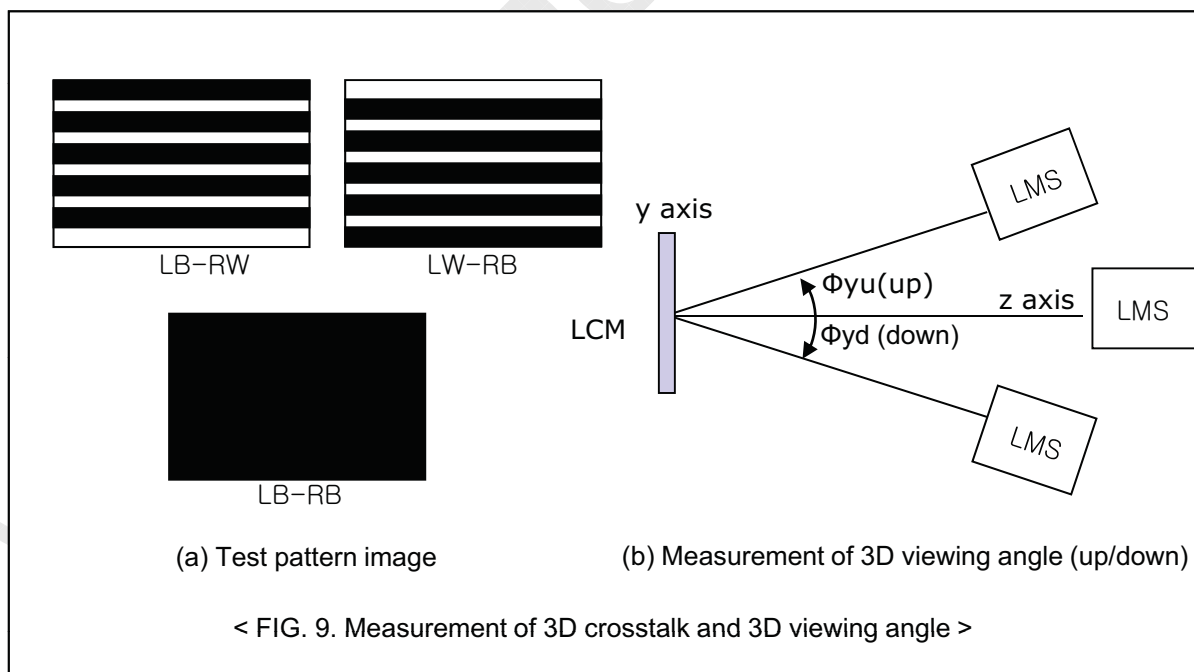 LB-RW
LW-RB
LB-RB
(a) Test pattern image
y axis
LCM
Φyu(up)
Φyd (down)
z axis
LMS
LMS
LMS
(b) Measurement of 3D viewing angle (up/down)
< FIG. 9. Measurement of 3D crosstalk and 3D viewing angle >